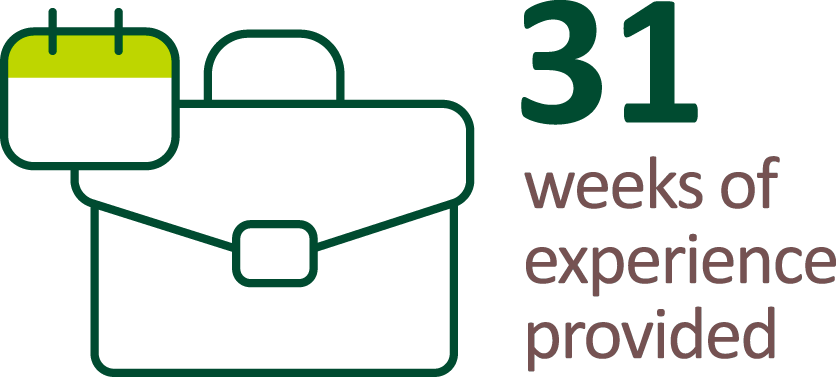 31
weeks of
experience
provided